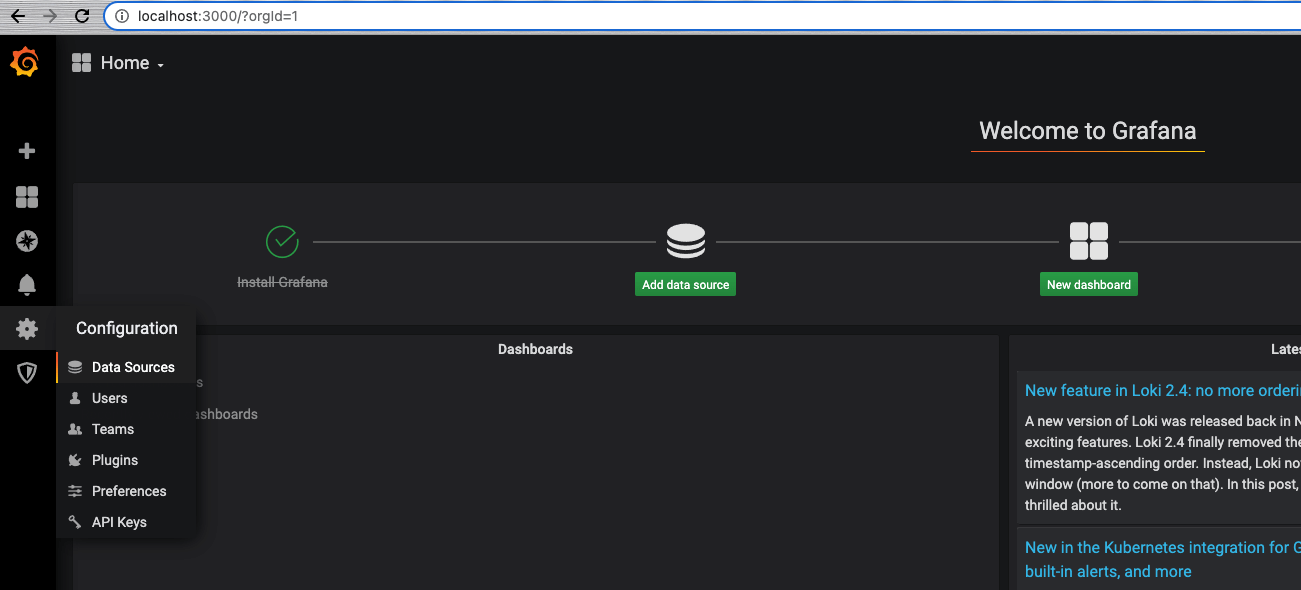 localhost:3000/?orgId=1
Home
Welcome to Grafana
Install Grafana
Add data source
New dashboard
Configuration
Data Sources
Users
Teams
Plugins
Preferences
API Keys
Dashboards
s
ashboards
Lates
New feature in Loki 2.4: no more orderi
A new version of Loki was released back in N
exciting features. Loki 2.4 finally removed the
timestamp-ascending order. Instead, Loki no
window (more to come on that). In this post,
thrilled about it.
New in the Kubernetes integration for G
built-in alerts, and more